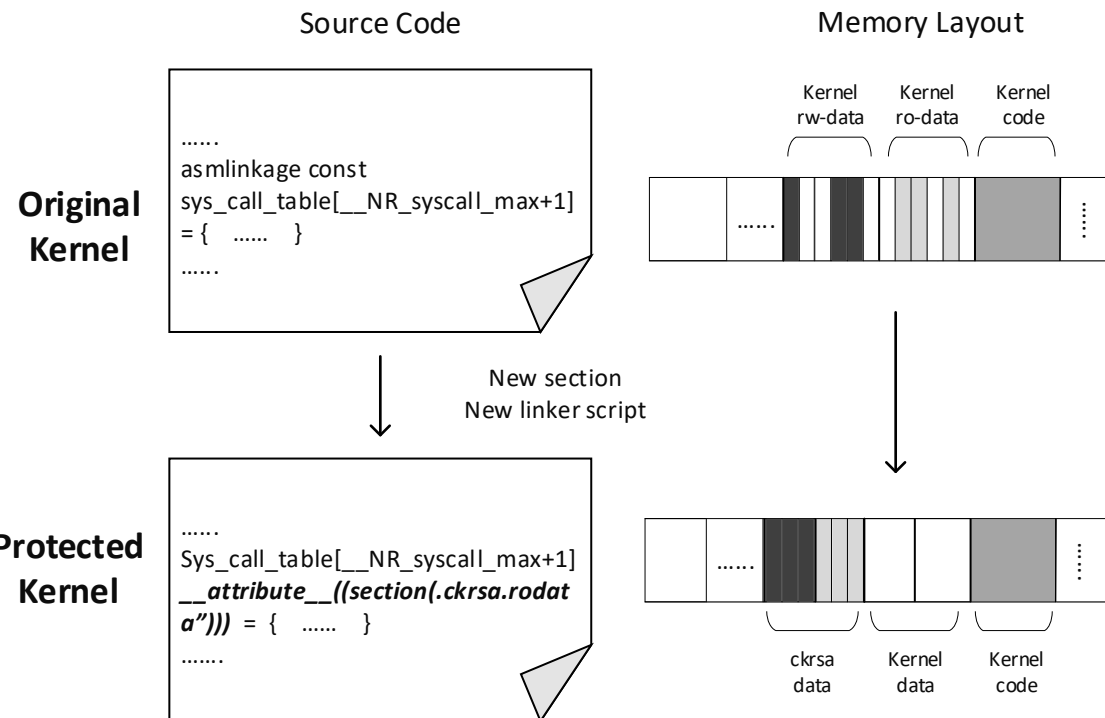 Source Code
Memory Layout
Original
Kernel
......
asmlinkage const
sys_call_table[__NR_syscall_max+1]
= {   ......   }
......
Kernel
rw-data
Kernel
ro-data
Kernel
code
......
......
New section
New linker script
Protected
Kernel
......
Sys_call_table[__NR_syscall_max+1]
__attribute__((section(.ckrsa.rodat
a”))) = {   ......   }
.......
......
......
ckrsa
data
Kernel
data
Kernel
code